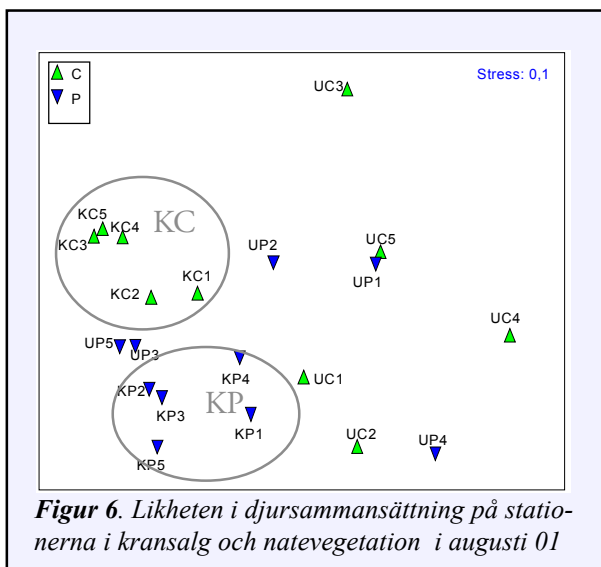 C
P
Stress: 0,1
UC3
KC5
KC4
KC3
KC
UP2
UC5
UP1
KC2
KC1
UC4
UP5
UP3
KP4
KP2
KP3
KP
UC1
KP1
KP5
UC2
UP4
Figur 6. Likheten i djursammansättning på statio-
nerna i kransalg och natevegetation i augusti 01